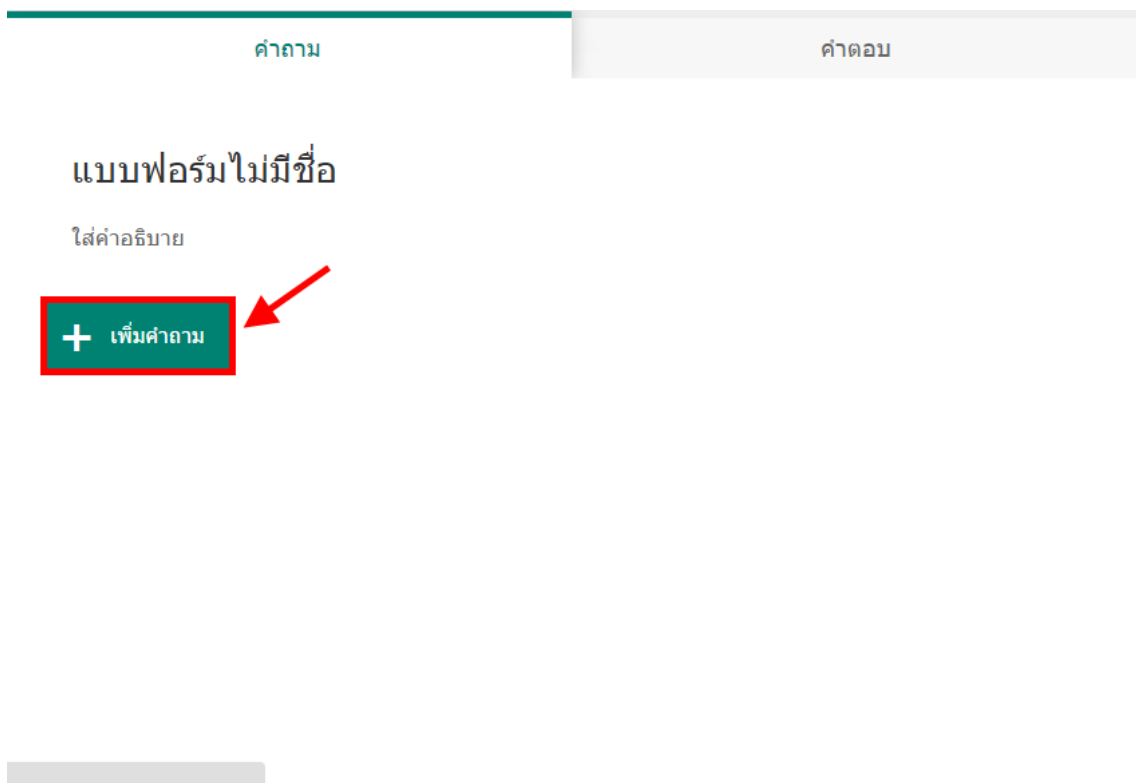 คำถาม
คำตอบ
แบบฟอร์มไม่มีชื่อ
ใส่คำอธิบาย
+ เพิ่มคำถาม